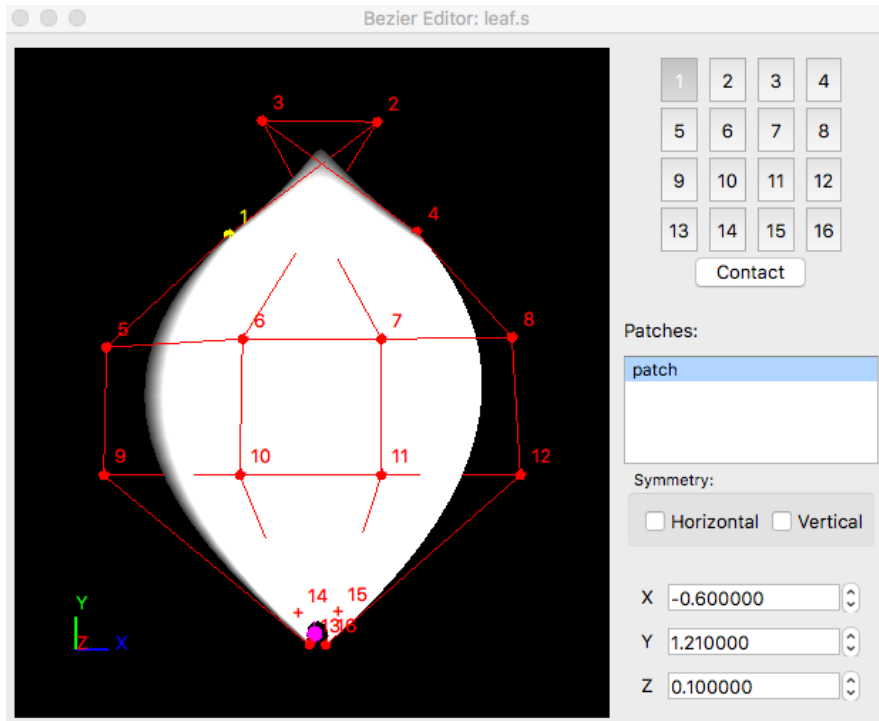 Bezier Editor: leaf.s
3 2
1 4
5 6 7 8
9 10 11 12
14 15
13 16
Y
Z X
1 2 3 4
5 6 7 8
9 10 11 12
13 14 15 16
Contact
Patches:
patch
Symmetry:
Horizontal Vertical
X -0.600000
Y 1.210000
Z 0.100000